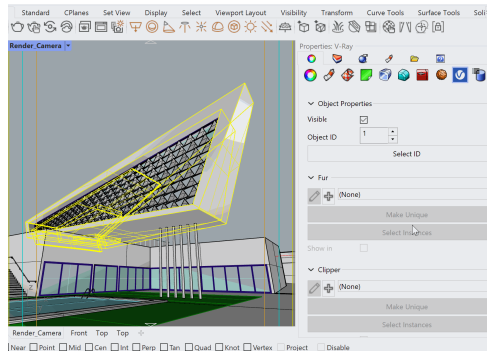 Standard CPlanes Set View Display Select Viewport Layout Visibility Transform Curve Tools Surface Tools Soli
Render_Camera
Properties: V-Ray
Object Properties
Visible
Object ID 1
Select ID
Fur
(None)
Make Unique
Select Instances
Show in
Clipper
(None)
Make Unique
Select Instances
Z
Render_Camera Front Top Top
Near Point Mid Cen Int Perp Tan Quad Knot Vertex Project Disable